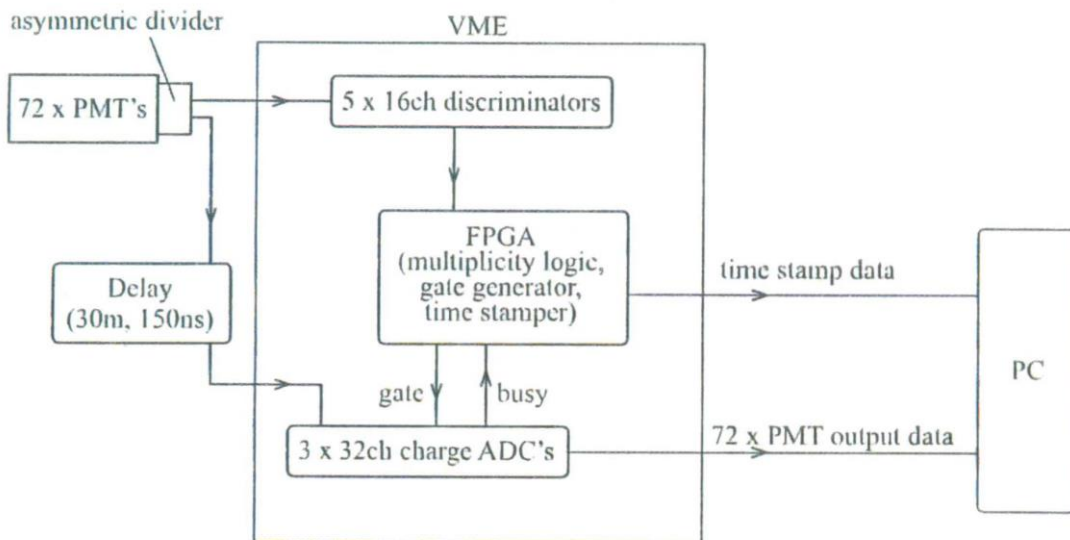 asymmetric divider
VME
72 x PMT's
5 x 16ch discriminators
FPGA
(multiplicity logic,
gate generator,
time stamper)
time stamp data
Delay
(30m, 150ns)
PC
gate
busy
3 x 32ch charge ADC's
72 x PMT output data